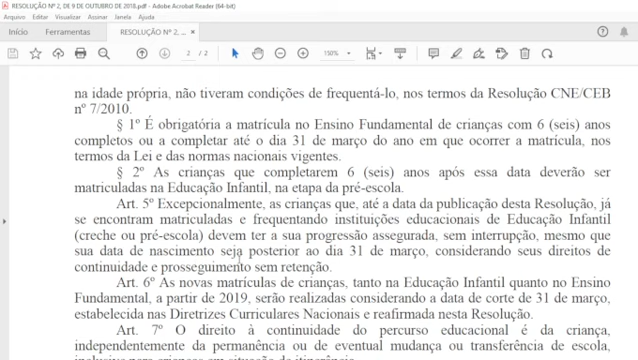 RESOLUÇÃO Nº 2, DE 9 DE OUTUBRO DE 2018.pdf - Adobe Acrobat Reader (64-bit)
Arquivo Editar Visualizar Assinar Janela Ajuda
Início Ferramentas RESOLUÇÃO Nº 2, ... ×
2 / 2 150%
na idade própria, não tiveram condições de frequentá-lo, nos termos da Resolução CNE/CEB
nº 7/2010.
§ 1º É obrigatória a matrícula no Ensino Fundamental de crianças com 6 (seis) anos
completos ou a completar até o dia 31 de março do ano em que ocorrer a matrícula, nos
termos da Lei e das normas nacionais vigentes.
§ 2º As crianças que completarem 6 (seis) anos após essa data deverão ser
matriculadas na Educação Infantil, na etapa da pré-escola.
Art. 5º Excepcionalmente, as crianças que, até a data da publicação desta Resolução, já
se encontram matriculadas e frequentando instituições educacionais de Educação Infantil
(creche ou pré-escola) devem ter a sua progressão assegurada, sem interrupção, mesmo que
sua data de nascimento seja posterior ao dia 31 de março, considerando seus direitos de
continuidade e prosseguimento sem retenção.
Art. 6º As novas matrículas de crianças, tanto na Educação Infantil quanto no Ensino
Fundamental, a partir de 2019, serão realizadas considerando a data de corte de 31 de março,
estabelecida nas Diretrizes Curriculares Nacionais e reafirmada nesta Resolução.
Art. 7º O direito à continuidade do percurso educacional é da criança,
independentemente da permanência ou de eventual mudança ou transferência de escola,
inclusive para crianças em situação de itinerância.